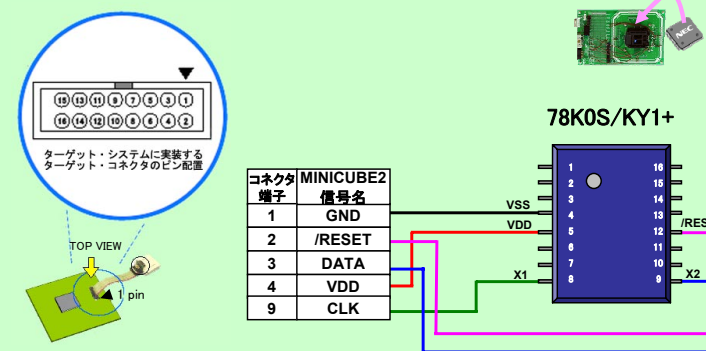 NEC
78K0S/KY1+
15 13 11 9 7 5 3 1
16 14 12 10 8 6 4 2
ターゲット・システムに実装する
ターゲット・コネクタのピン配置
TOP VIEW
1 pin
コネクタ端子 MINICUBE2信号名
1 GND
2 /RESET
3 DATA
4 VDD
9 CLK
VSS
VDD
X1
1 16
2 15
3 14
4 13
5 12
6 11
7 10
8 9
/RES
X2